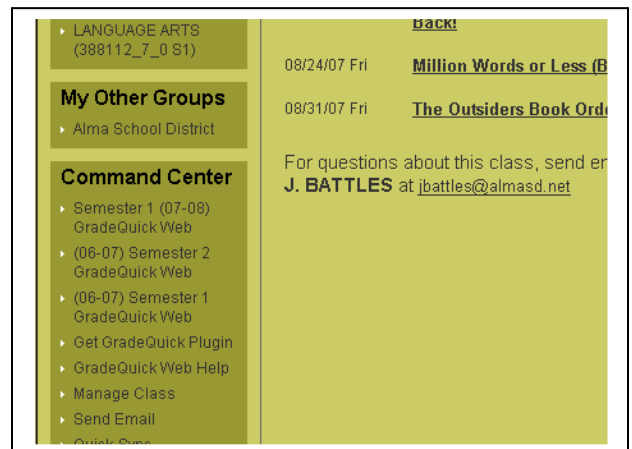 LANGUAGE ARTS
(388112_7_0 S1)
My Other Groups
Alma School District
Command Center
Semester 1 (07-08)
GradeQuick Web
(06-07) Semester 2
GradeQuick Web
(06-07) Semester 1
GradeQuick Web
Get GradeQuick Plugin
GradeQuick Web Help
Manage Class
Send Email
Quick Sync
Back!
08/24/07 Fri Million Words or Less (B
08/31/07 Fri The Outsiders Book Orde
For questions about this class, send er
J. BATTLES at jbattles@almasd.net